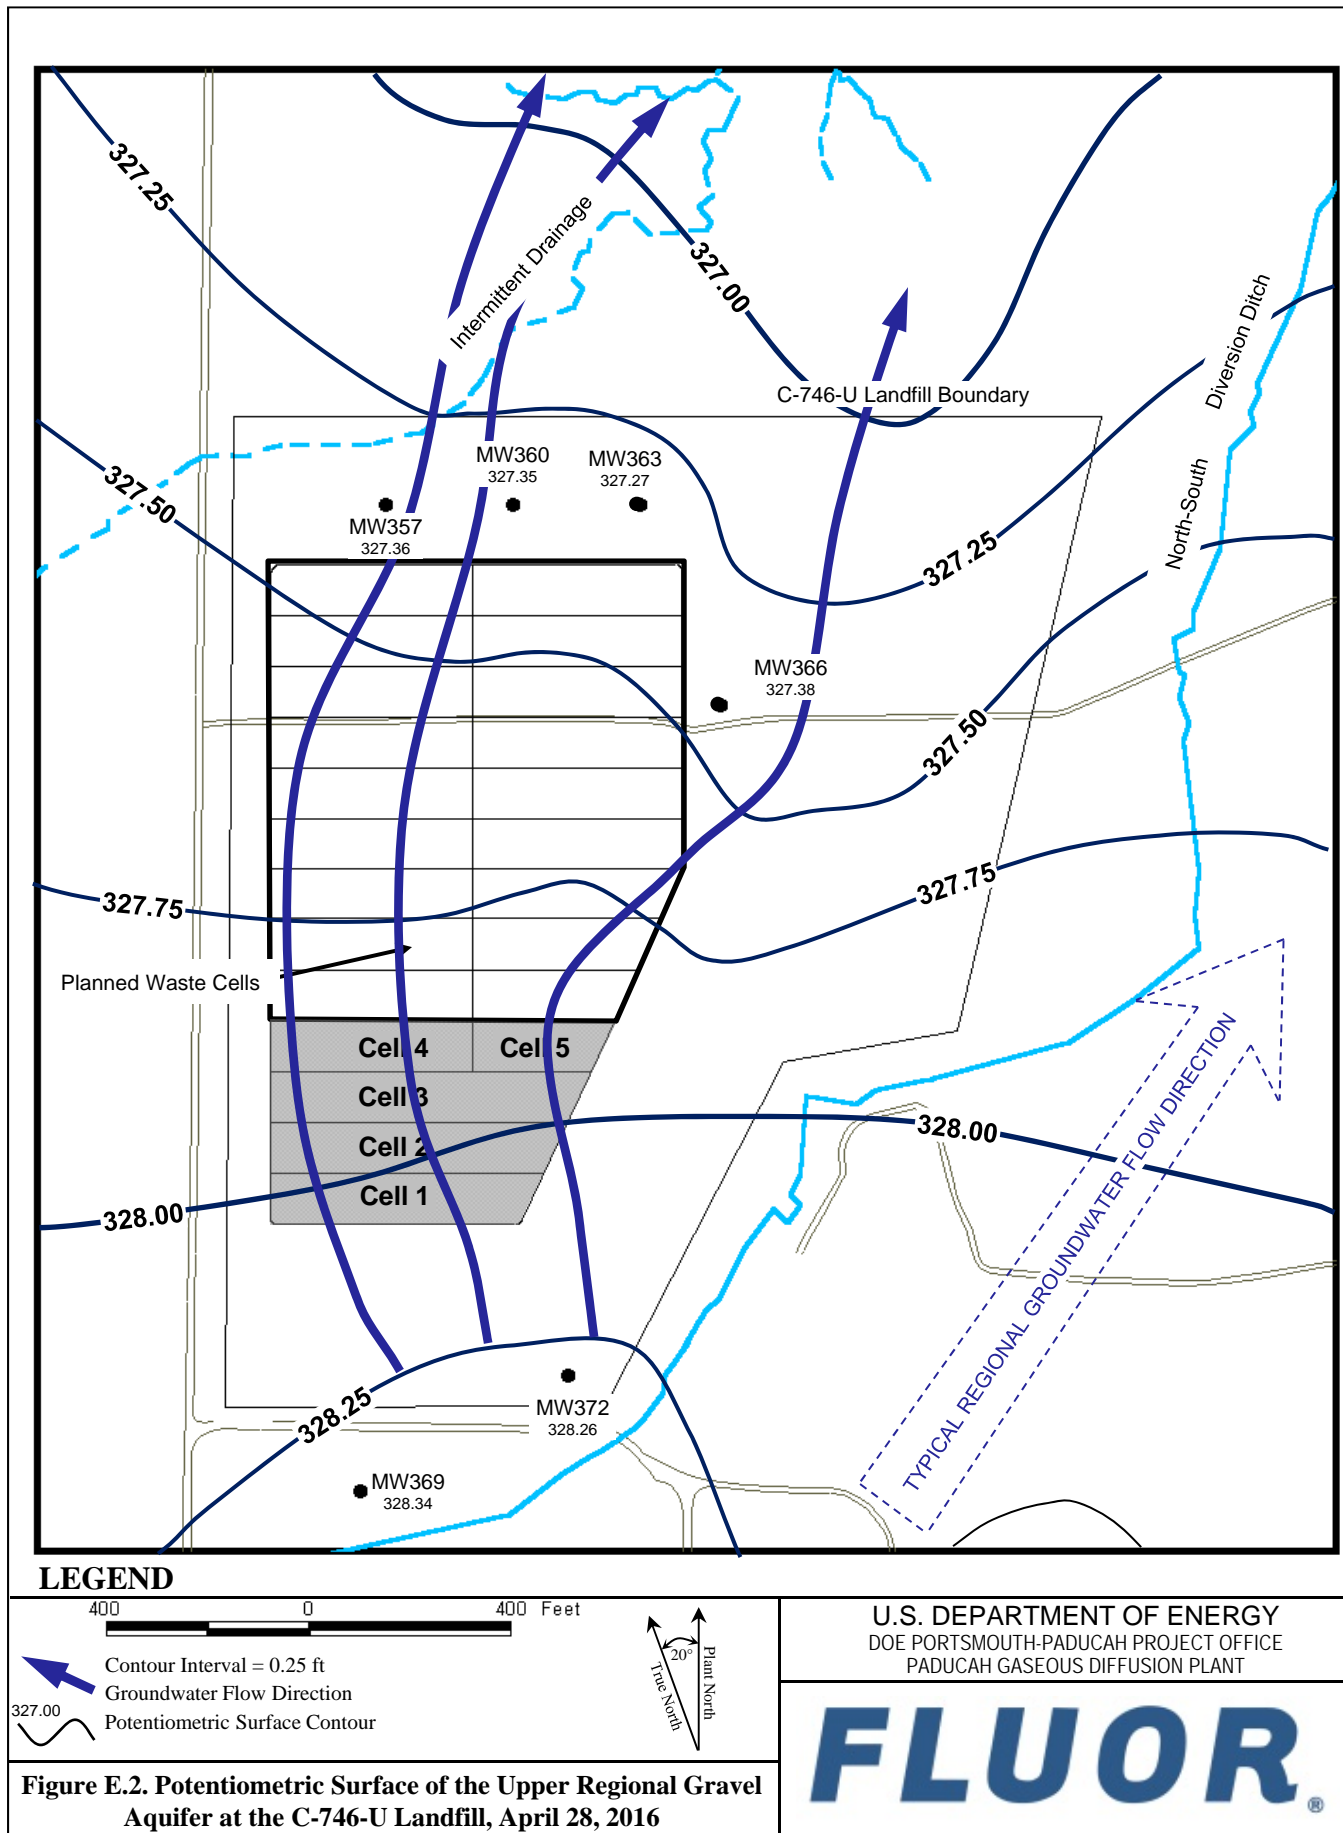 327.25
Intermittent Drainage
327.00
Diversion Ditch
C-746-U Landfill Boundary
MW360
327.35
MW363
327.27
327.50
North-South
MW357
327.36
327.25
MW366
327.38
327.50
327.75
327.75
Planned Waste Cells
Cell 4
Cell 5
Cell 3
Cell 2
Cell 1
328.00
328.00
TYPICAL REGIONAL GROUNDWATER FLOW DIRECTION
328.25
MW372
328.26
MW369
328.34
LEGEND
400 0 400 Feet
Contour Interval = 0.25 ft
Groundwater Flow Direction
327.00
Potentiometric Surface Contour
20°
True North
Plant North
U.S. DEPARTMENT OF ENERGY
DOE PORTSMOUTH-PADUCAH PROJECT OFFICE
PADUCAH GASEOUS DIFFUSION PLANT
FLUOR®
Figure E.2. Potentiometric Surface of the Upper Regional Gravel
Aquifer at the C-746-U Landfill, April 28, 2016